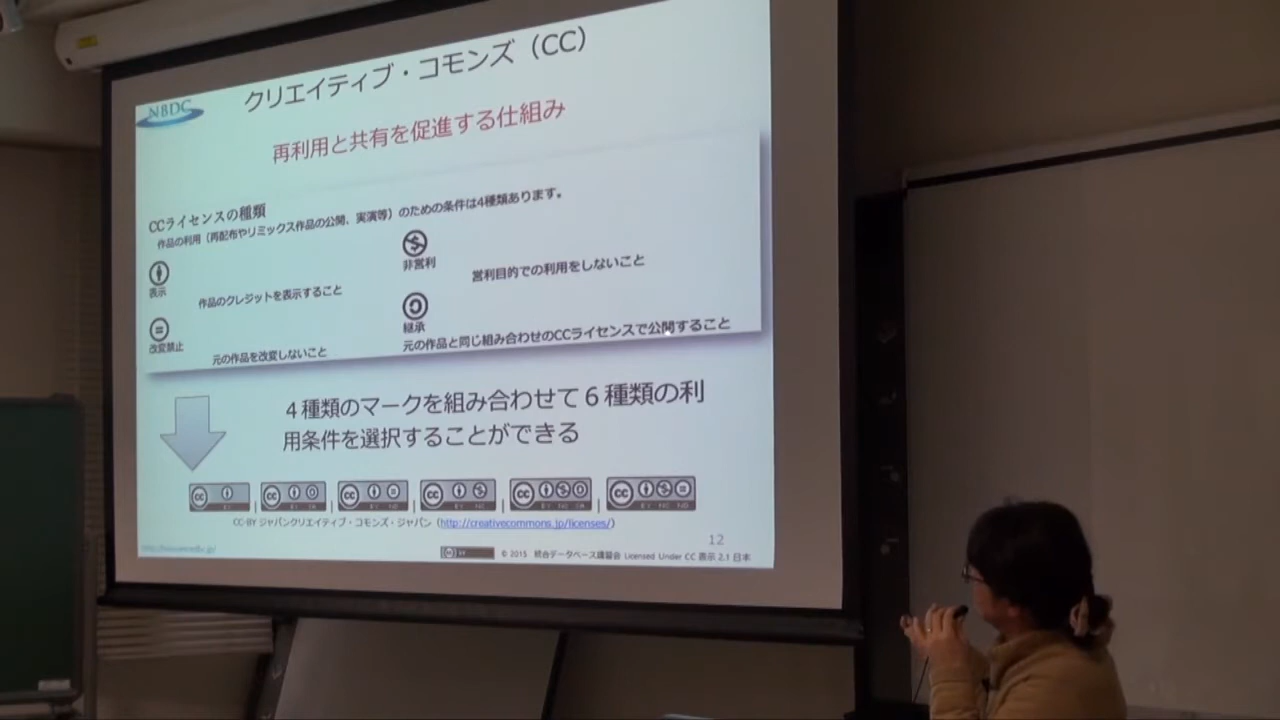 NBDC
クリエイティブ・コモンズ（CC）
再利用と共有を促進する仕組み
CCライセンスの種類
作品の利用（再配布やリミックス作品の公開、実演等）のための条件は4種類あります。
表示
作品のクレジットを表示すること
非営利
営利目的での利用をしないこと
改変禁止
元の作品を改変しないこと
継承
元の作品と同じ組み合わせのCCライセンスで公開すること
４種類のマークを組み合わせて６種類の利
用条件を選択することができる
CC-BY ジャパンクリエイティブ・コモンズ・ジャパン（http://creativecommons.jp/licenses/）
12
© 2015 統合データベース講習会 Licensed Under CC 表示 2.1 日本